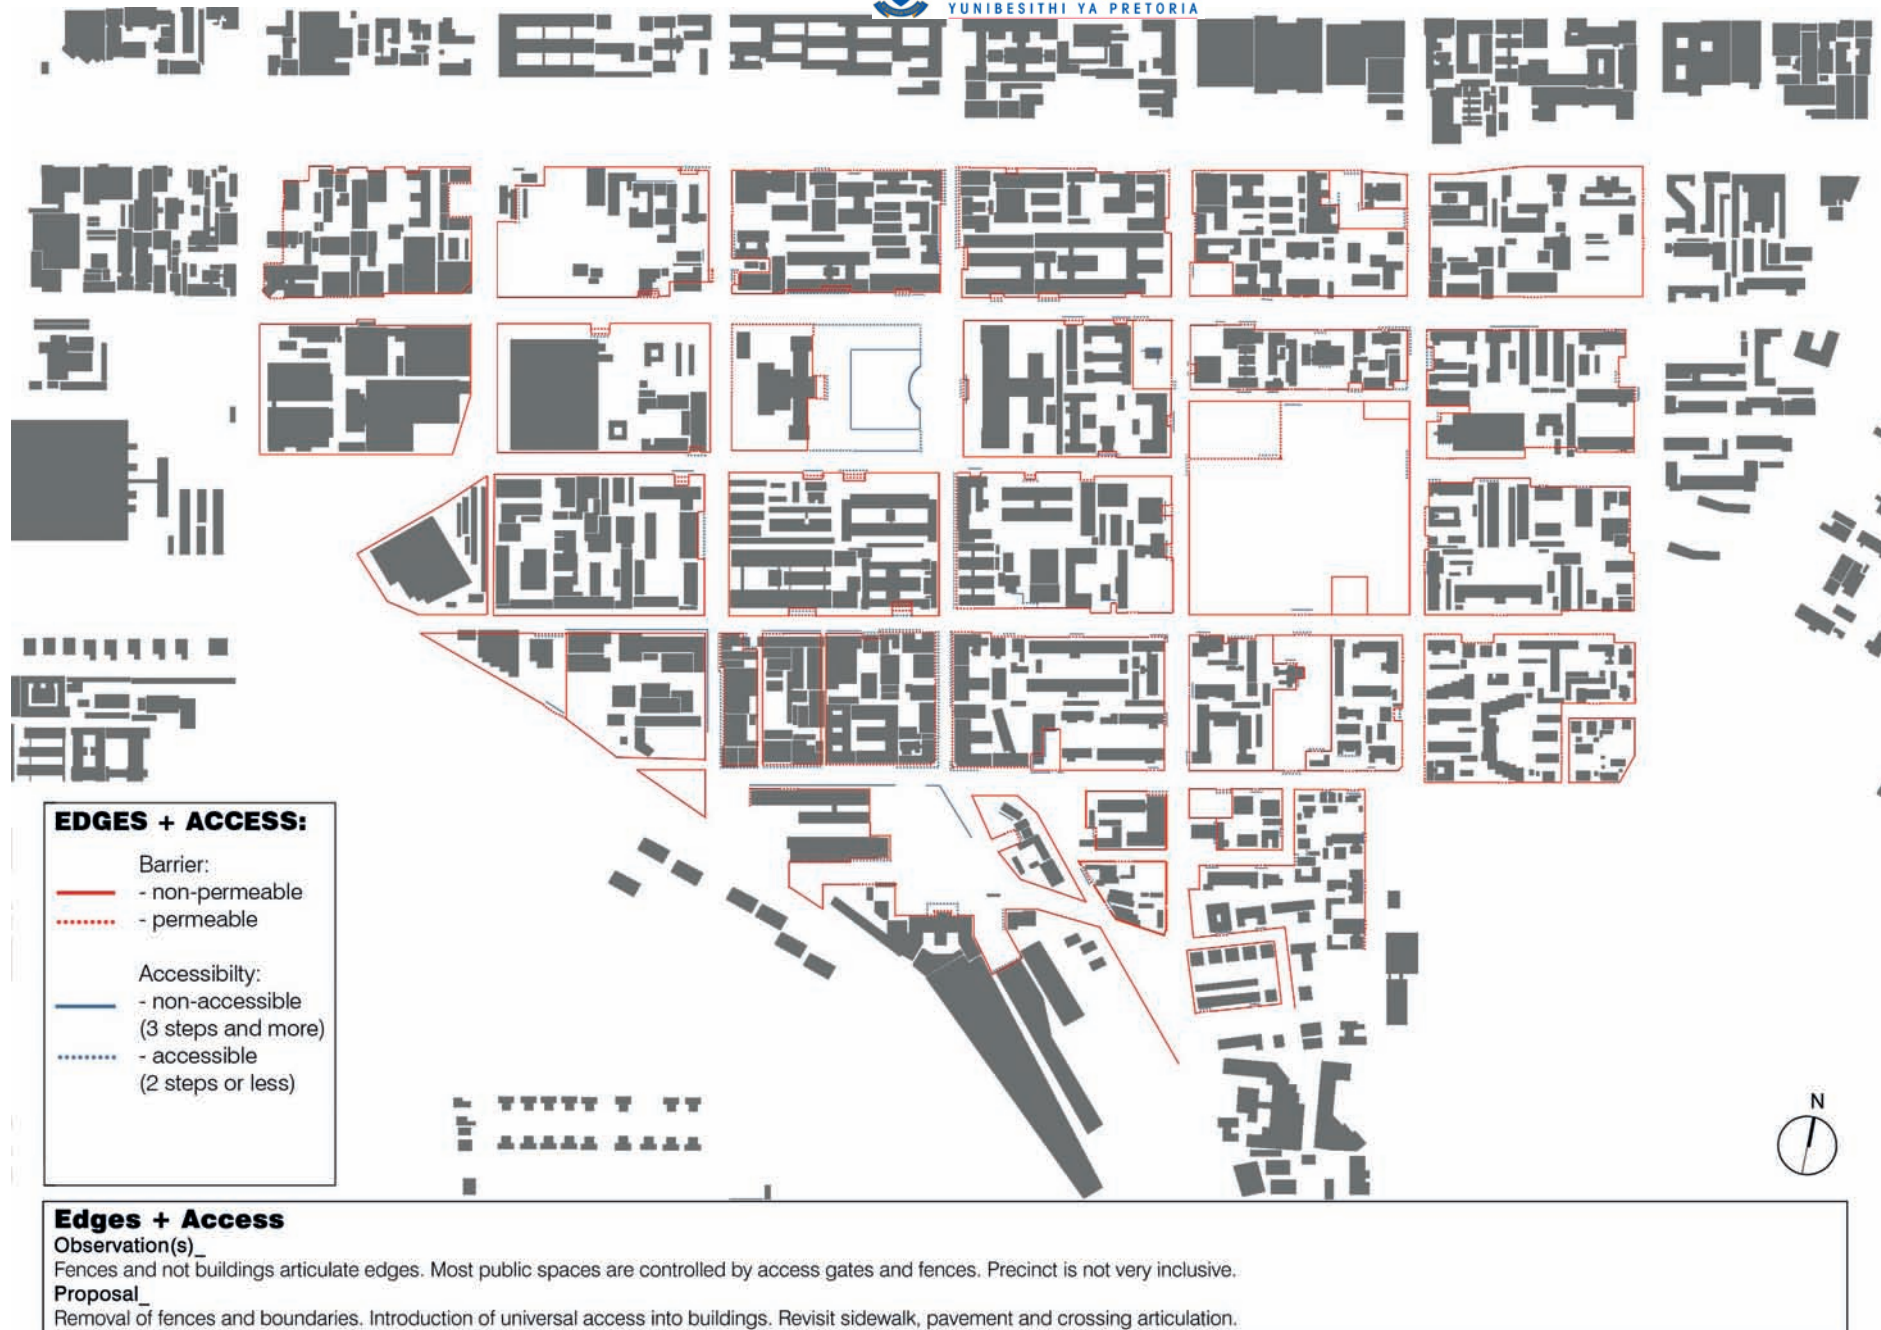 YUNIBESITHI YA PRETORIA
EDGES + ACCESS:
Barrier:
- non-permeable
- permeable
Accessibilty:
- non-accessible
(3 steps and more)
- accessible
(2 steps or less)
N
Edges + Access
Observation(s)_
Fences and not buildings articulate edges. Most public spaces are controlled by access gates and fences. Precinct is not very inclusive.
Proposal_
Removal of fences and boundaries. Introduction of universal access into buildings. Revisit sidewalk, pavement and crossing articulation.